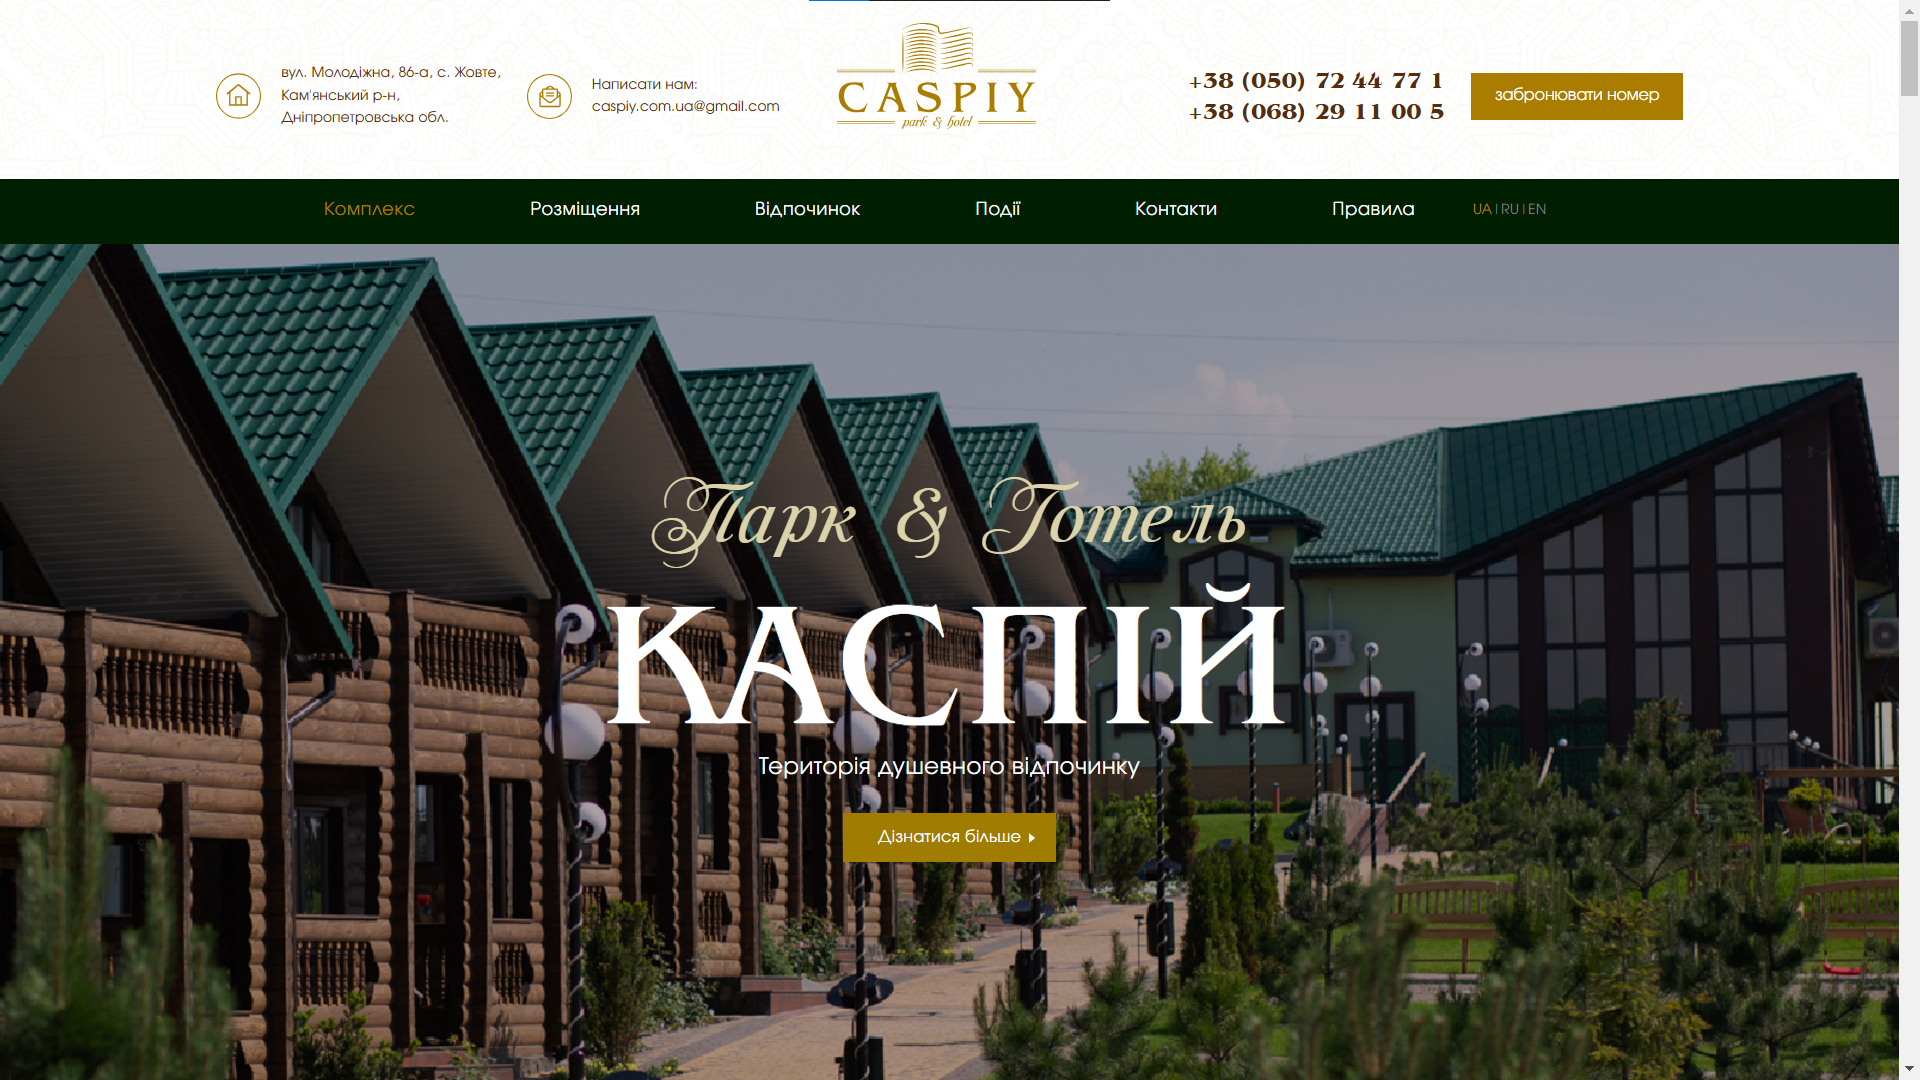 вул. Молодіжна, 86-а, с. Жовте,
Кам'янський р-н,
Дніпропетровська обл.
Написати нам:
caspiy.com.ua@gmail.com
CASPIY
park & hotel
+38 (050) 72 44 77 1
+38 (068) 29 11 00 5
забронювати номер
Комплекс
Розміщення
Відпочинок
Події
Контакти
Правила
UA | RU | EN
Парк & Готель
КАСПІЙ
Територія душевного відпочинку
Дізнатися більше